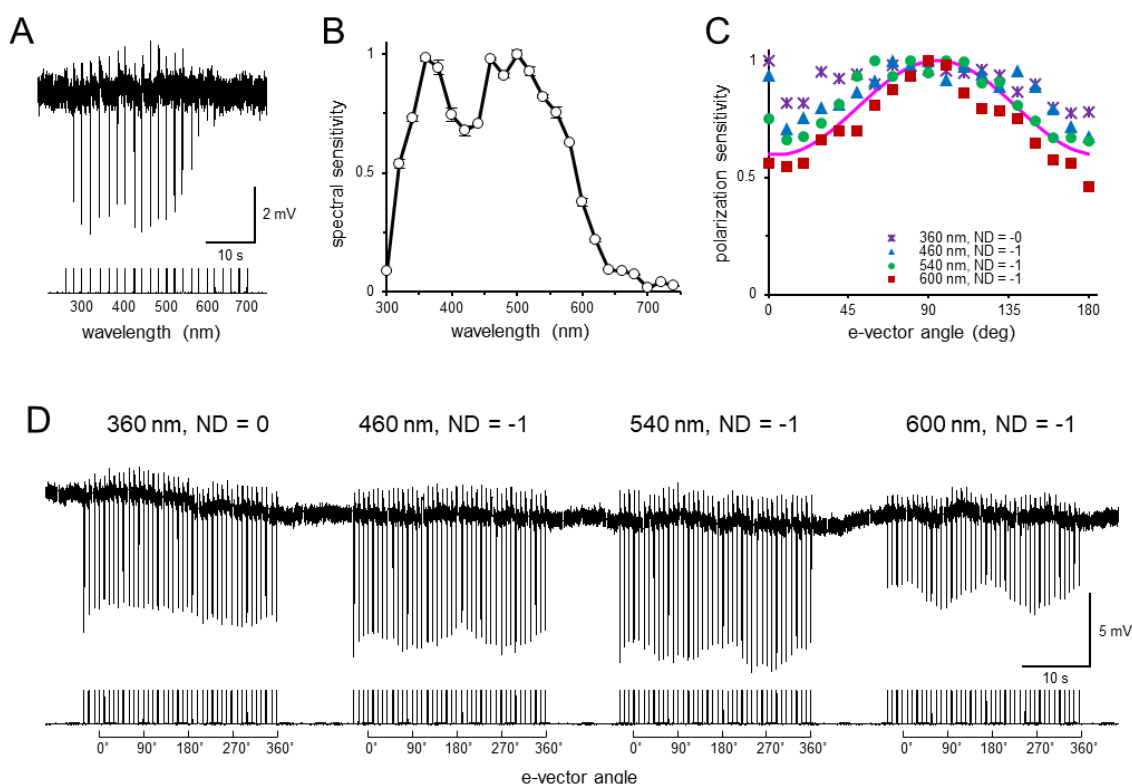 A
2 mV
10 s
300 400 500 600 700
wavelength (nm)
B
spectral sensitivity
1
0.5
0
300 400 500 600 700
wavelength (nm)
C
polarization sensitivity
1
0.5
0
360 nm, ND = -0
460 nm, ND = -1
540 nm, ND = -1
600 nm, ND = -1
0 45 90 135 180
e-vector angle (deg)
D
360 nm, ND = 0 460 nm, ND = -1 540 nm, ND = -1 600 nm, ND = -1
5 mV
10 s
0° 90° 180° 270° 360° 0° 90° 180° 270° 360° 0° 90° 180° 270° 360° 0° 90° 180° 270° 360°
e-vector angle